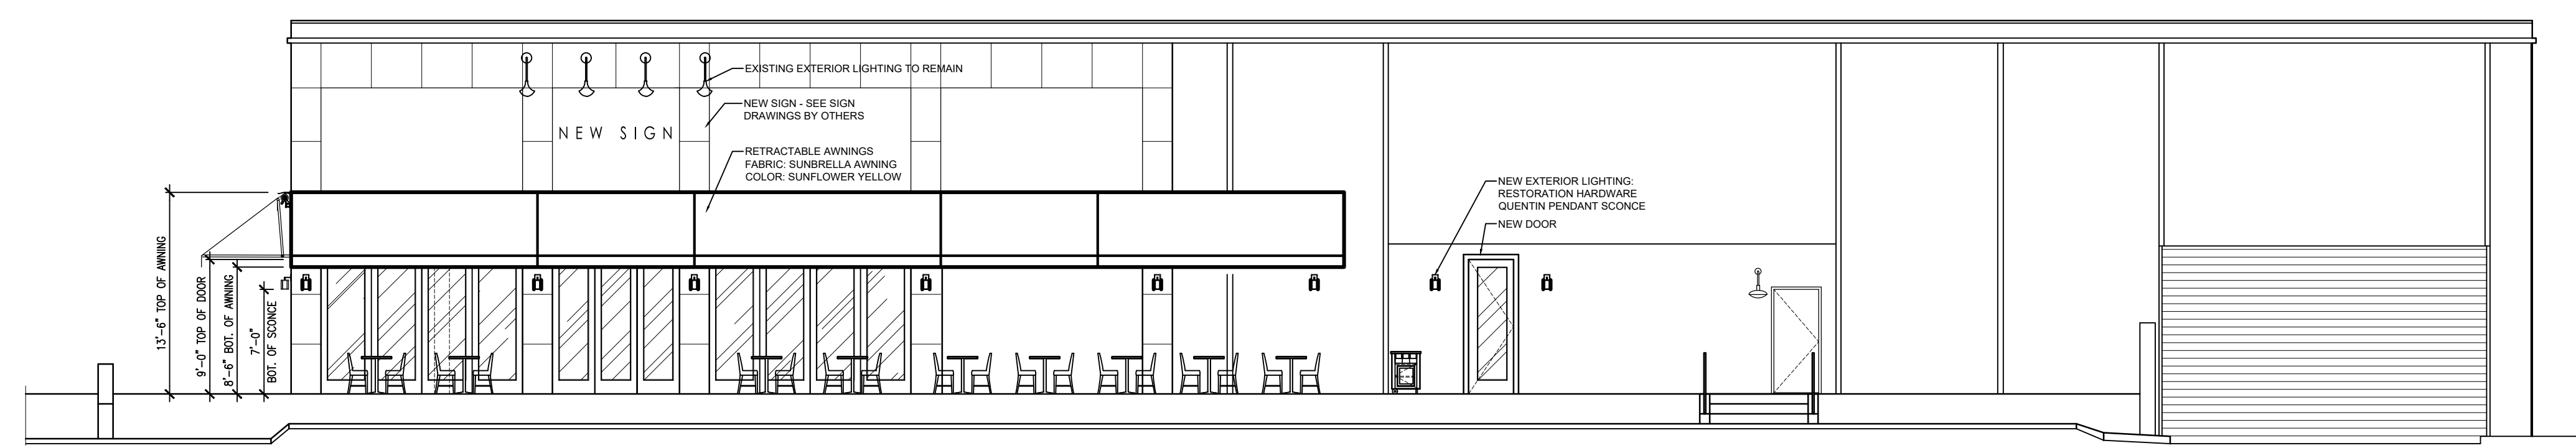 EXISTING EXTERIOR LIGHTING TO REMAIN
NEW SIGN - SEE SIGN
DRAWINGS BY OTHERS
NEW SIGN
RETRACTABLE AWNINGS
FABRIC: SUNBRELLA AWNING
COLOR: SUNFLOWER YELLOW
NEW EXTERIOR LIGHTING:
RESTORATION HARDWARE
QUENTIN PENDANT SCONCE
NEW DOOR
13'-6" TOP OF AWNING
9'-0" TOP OF DOOR
8'-6" BOT. OF AWNING
7'-0"
BOT. OF SCONCE